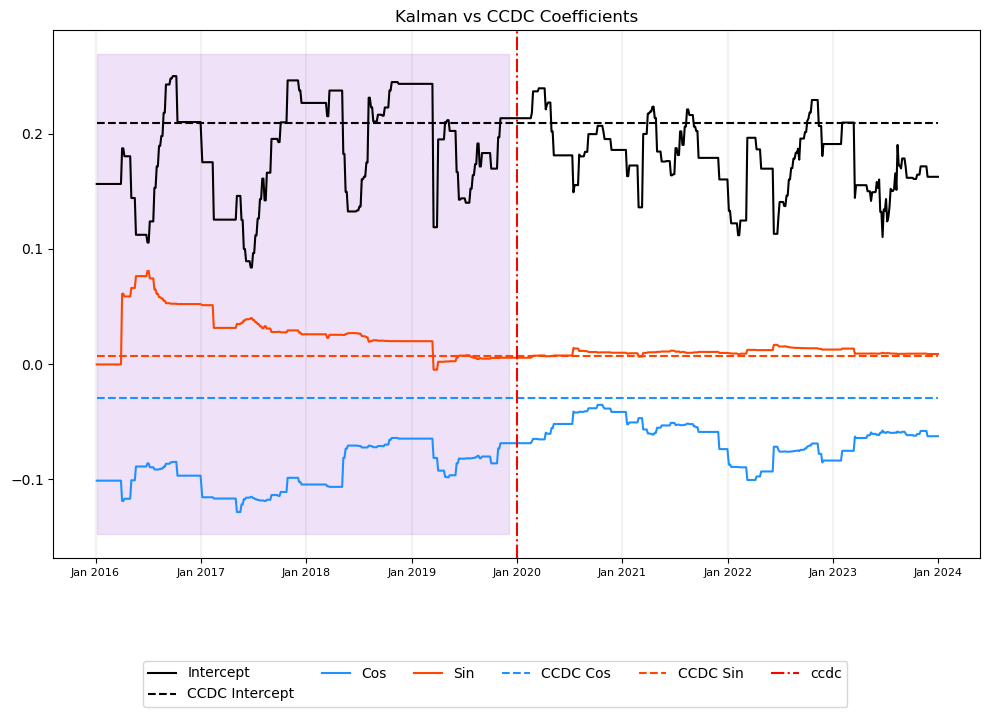 Kalman vs CCDC Coefficients
0.2
0.1
0.0
−0.1
Jan 2016 Jan 2017 Jan 2018 Jan 2019 Jan 2020 Jan 2021 Jan 2022 Jan 2023 Jan 2024
Intercept Cos Sin CCDC Cos CCDC Sin ccdc
CCDC Intercept